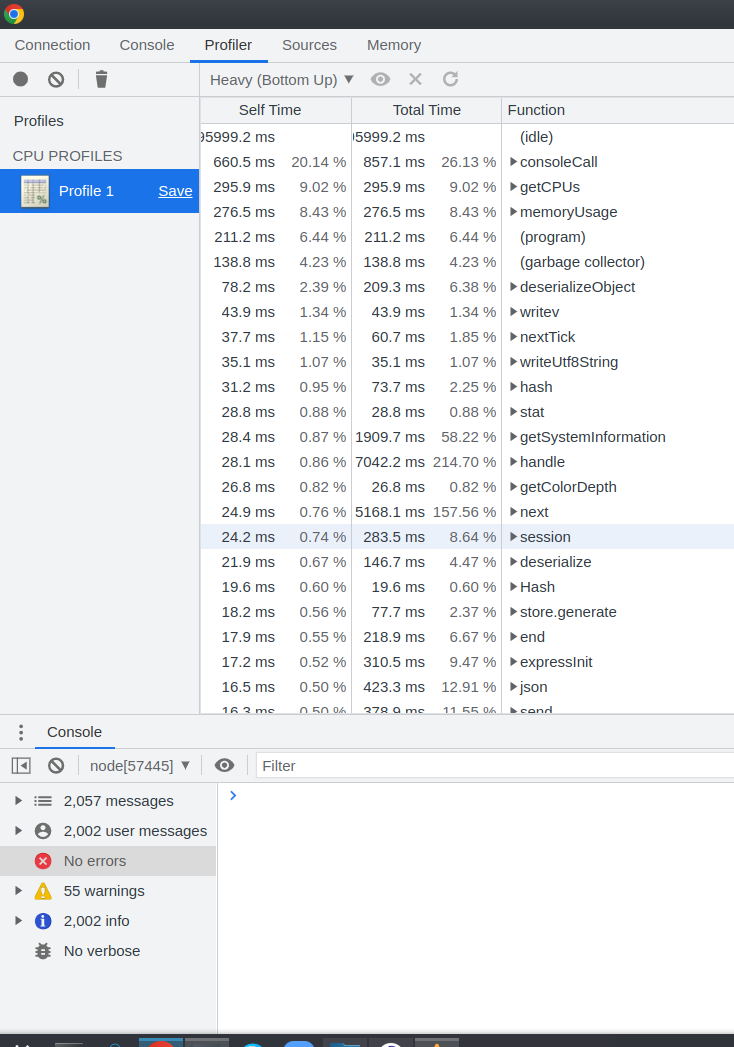 Connection Console Profiler Sources Memory
Heavy (Bottom Up)
Self Time Total Time Function
Profiles
CPU PROFILES
Profile 1 Save
95999.2 ms 95999.2 ms (idle)
660.5 ms 20.14 % 857.1 ms 26.13 % consoleCall
295.9 ms 9.02 % 295.9 ms 9.02 % getCPUs
276.5 ms 8.43 % 276.5 ms 8.43 % memoryUsage
211.2 ms 6.44 % 211.2 ms 6.44 % (program)
138.8 ms 4.23 % 138.8 ms 4.23 % (garbage collector)
78.2 ms 2.39 % 209.3 ms 6.38 % deserializeObject
43.9 ms 1.34 % 43.9 ms 1.34 % writev
37.7 ms 1.15 % 60.7 ms 1.85 % nextTick
35.1 ms 1.07 % 35.1 ms 1.07 % writeUtf8String
31.2 ms 0.95 % 73.7 ms 2.25 % hash
28.8 ms 0.88 % 28.8 ms 0.88 % stat
28.4 ms 0.87 % 1909.7 ms 58.22 % getSystemInformation
28.1 ms 0.86 % 7042.2 ms 214.70 % handle
26.8 ms 0.82 % 26.8 ms 0.82 % getColorDepth
24.9 ms 0.76 % 5168.1 ms 157.56 % next
24.2 ms 0.74 % 283.5 ms 8.64 % session
21.9 ms 0.67 % 146.7 ms 4.47 % deserialize
19.6 ms 0.60 % 19.6 ms 0.60 % Hash
18.2 ms 0.56 % 77.7 ms 2.37 % store.generate
17.9 ms 0.55 % 218.9 ms 6.67 % end
17.2 ms 0.52 % 310.5 ms 9.47 % expressInit
16.5 ms 0.50 % 423.3 ms 12.91 % json
16.3 ms 0.50 % 378.9 ms 11.55 % send
Console
node[57445] Filter
2,057 messages
2,002 user messages
No errors
55 warnings
2,002 info
No verbose